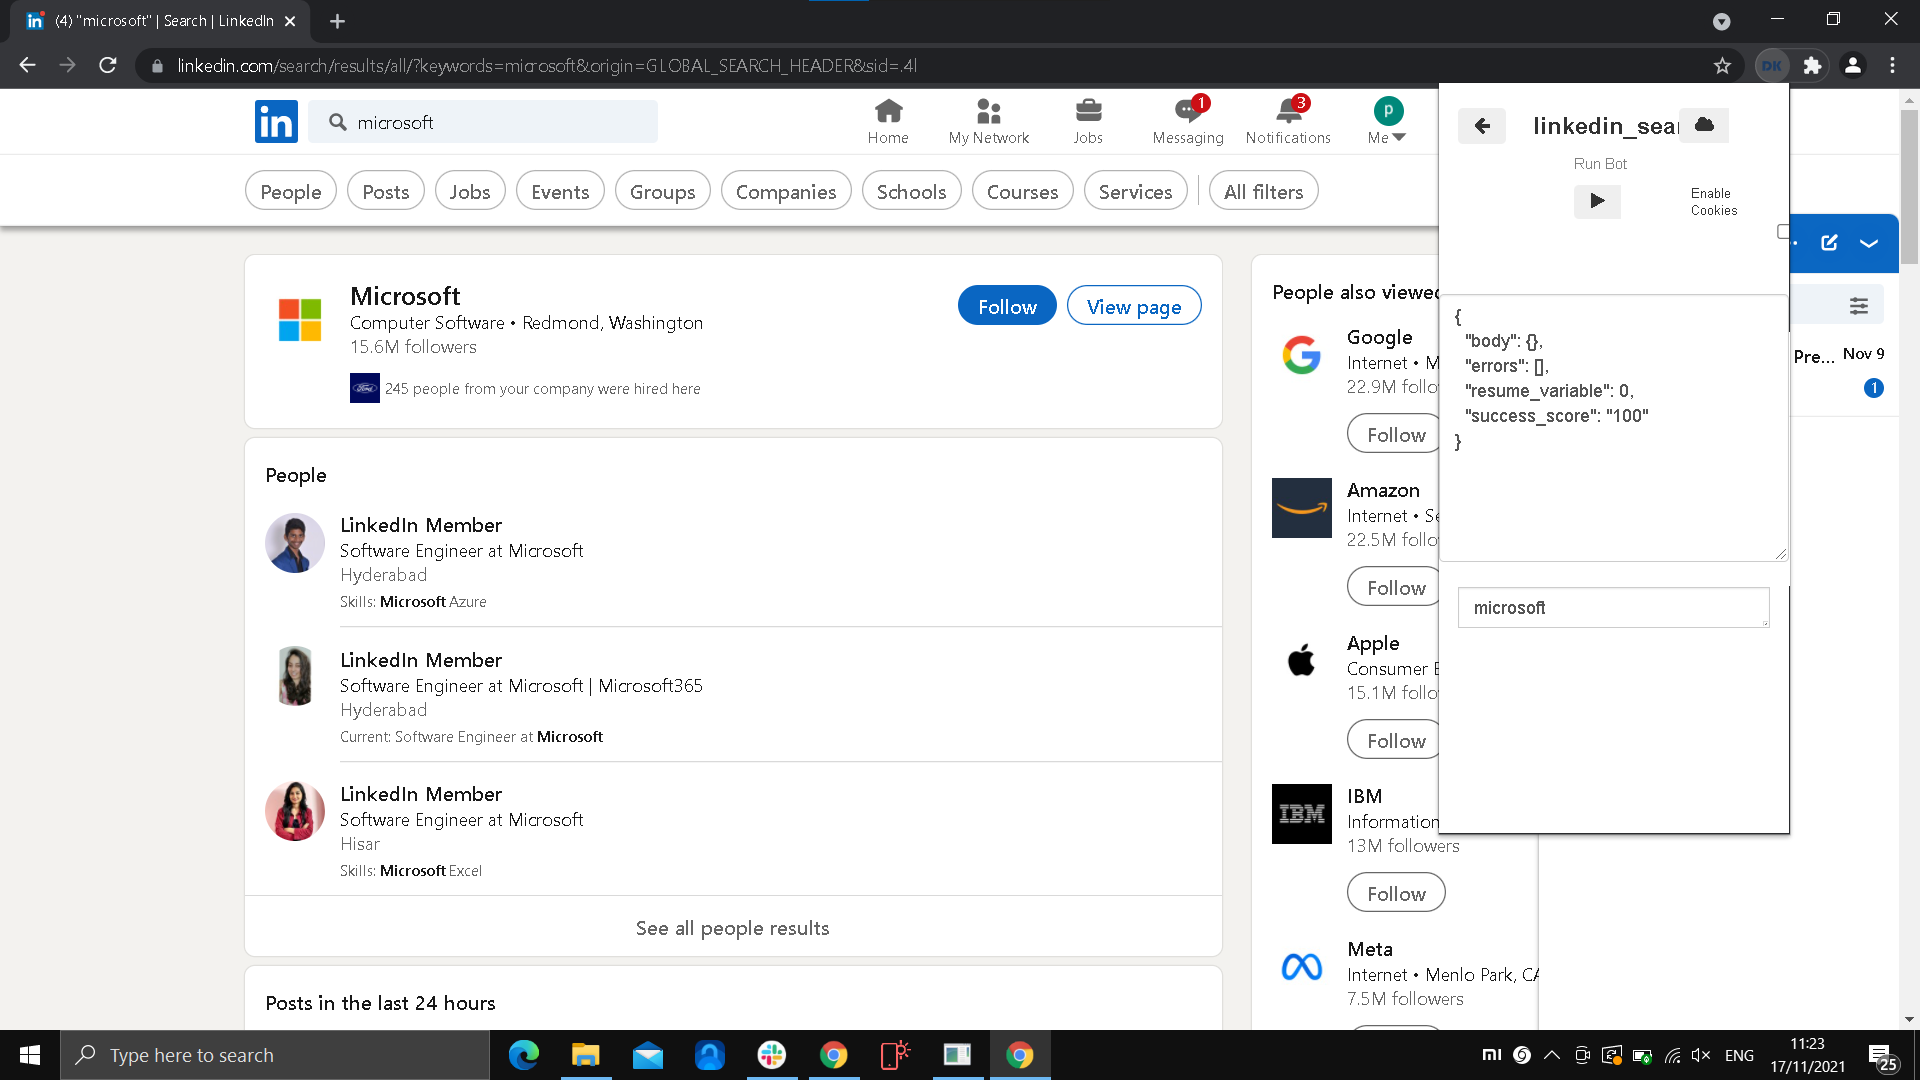 (4) "microsoft" | Search | LinkedIn
linkedin.com/search/results/all/?keywords=microsoft&origin=GLOBAL_SEARCH_HEADER&sid=.4l
DK
in
microsoft
Home
My Network
Jobs
1
Messaging
3
Notifications
P
Me
People
Posts
Jobs
Events
Groups
Companies
Schools
Courses
Services
All filters
Microsoft
Computer Software • Redmond, Washington
15.6M followers
Ford
245 people from your company were hired here
Follow
View page
People
LinkedIn Member
Software Engineer at Microsoft
Hyderabad
Skills: Microsoft Azure
LinkedIn Member
Software Engineer at Microsoft | Microsoft365
Hyderabad
Current: Software Engineer at Microsoft
LinkedIn Member
Software Engineer at Microsoft
Hisar
Skills: Microsoft Excel
See all people results
Posts in the last 24 hours
People also viewed
Google
Internet • M
22.9M follo
Follow
Amazon
Internet • Se
22.5M follo
Follow
Apple
Consumer E
15.1M follo
Follow
IBM
IBM
Information
13M followers
Follow
Meta
Internet • Menlo Park, CA
7.5M followers
linkedin_sear
Run Bot
Enable
Cookies
{
"body": {},
"errors": [],
"resume_variable": 0,
"success_score": "100"
}
microsoft
Pre... Nov 9
1
Type here to search
mi
ENG
11:23
17/11/2021
25